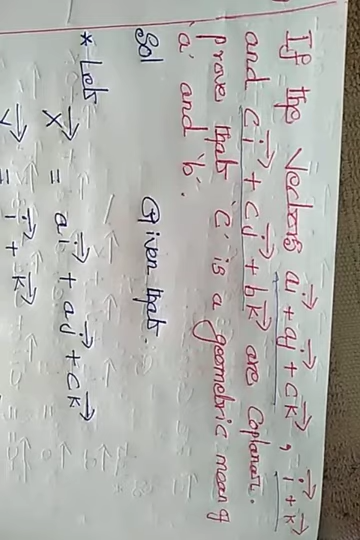 If the Vectors ai⃗ + aj⃗ + ck⃗, i⃗ + k⃗
and ci⃗ + cj⃗ + bk⃗ are Coplanar.
prove that 'c' is a geometric mean of
'a' and 'b'.
Sol Given that.
* Let
x⃗ = ai⃗ + aj⃗ + ck⃗
y⃗ = i⃗ + k⃗